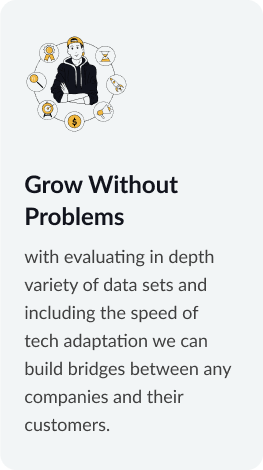 Grow Without
Problems
with evaluating in depth
variety of data sets and
including the speed of
tech adaptation we can
build bridges between any
companies and their
customers.